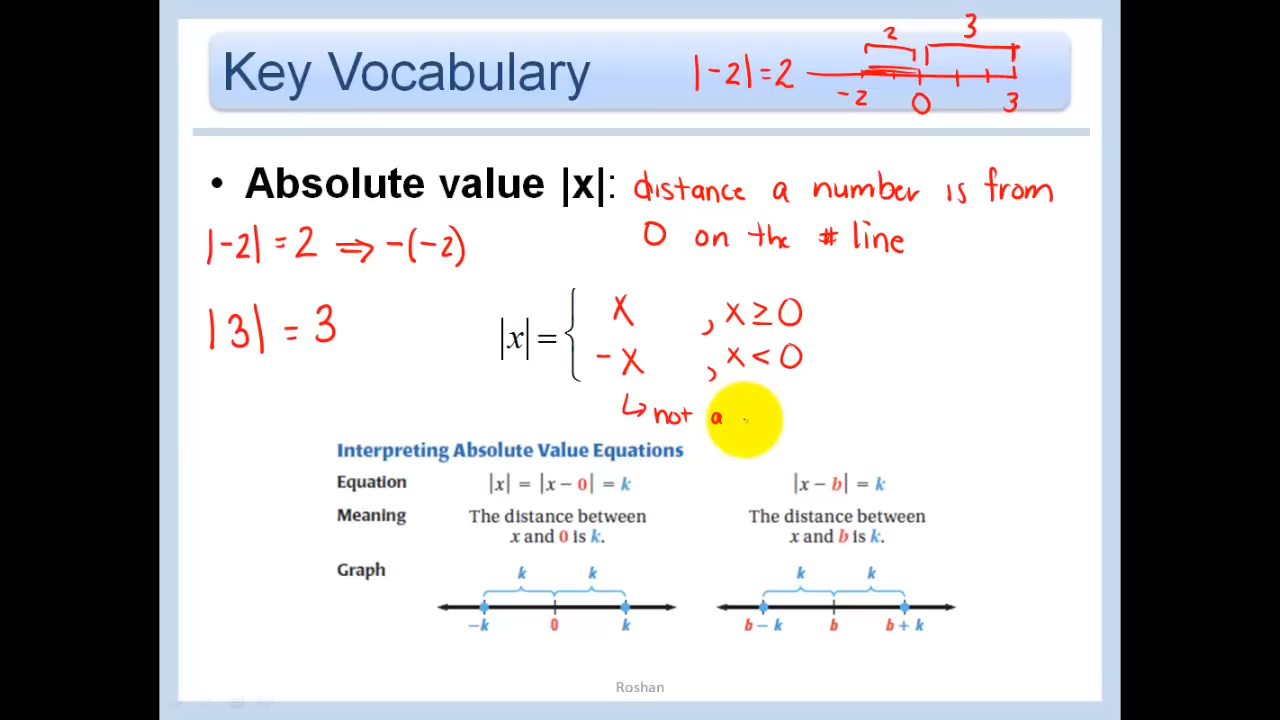 Key Vocabulary
|-2| = 2
2
3
-2 0 3
• Absolute value |x|: distance a number is from
0 on the # line
|-2| = 2 ⇒ -(-2)
|3| = 3
|x| = { x , x ≥ 0
-x , x < 0
↳ not a
Interpreting Absolute Value Equations
Equation |x| = |x − 0| = k |x − b| = k
Meaning The distance between The distance between
x and 0 is k. x and b is k.
Graph k k k k
−k 0 k b − k b b + k
Roshan